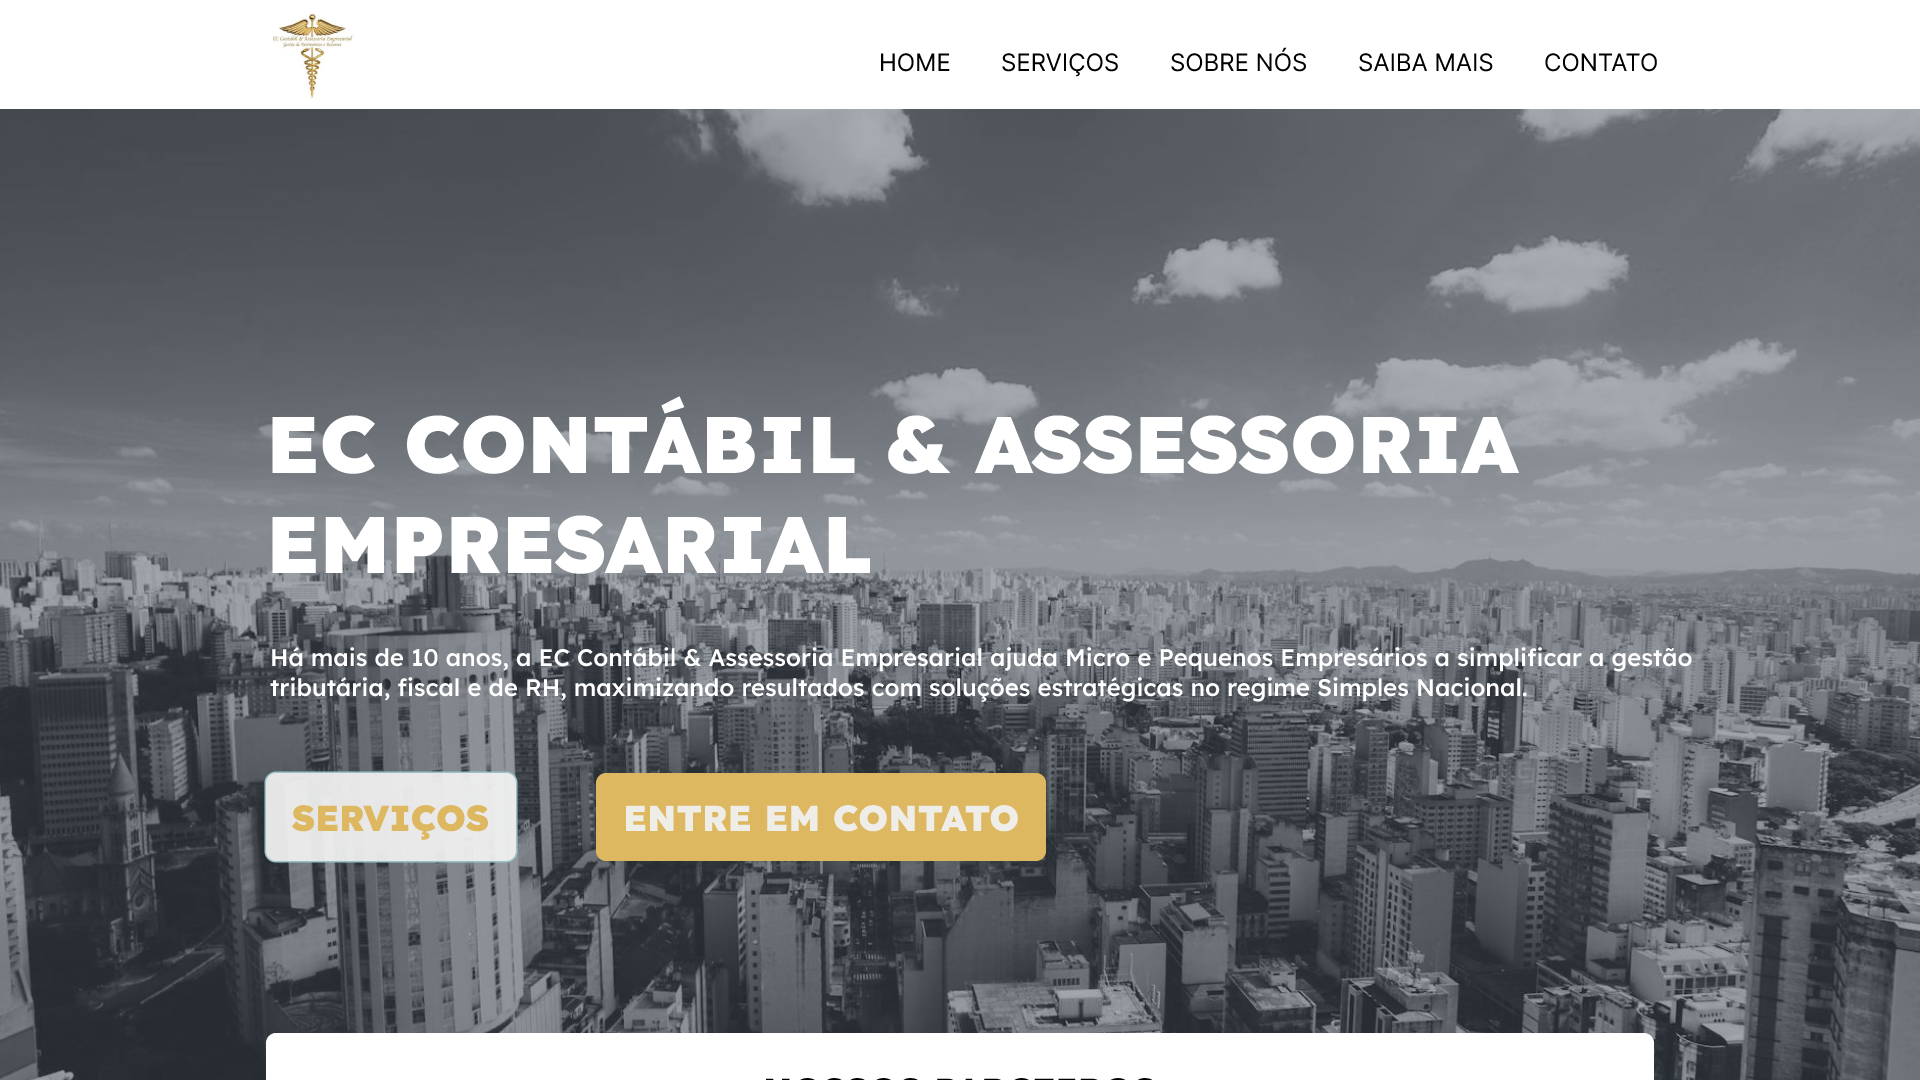 EC Contábil & Assessoria Empresarial
HOME
SERVIÇOS
SOBRE NÓS
SAIBA MAIS
CONTATO
EC CONTÁBIL & ASSESSORIA
EMPRESARIAL
Há mais de 10 anos, a EC Contábil & Assessoria Empresarial ajuda Micro e Pequenos Empresários a simplificar a gestão
tributária, fiscal e de RH, maximizando resultados com soluções estratégicas no regime Simples Nacional.
SERVIÇOS
ENTRE EM CONTATO
NOSSOS PARCEIROS